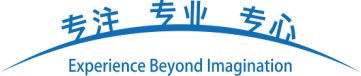 专注 专业 专心
Experience Beyond Imagination